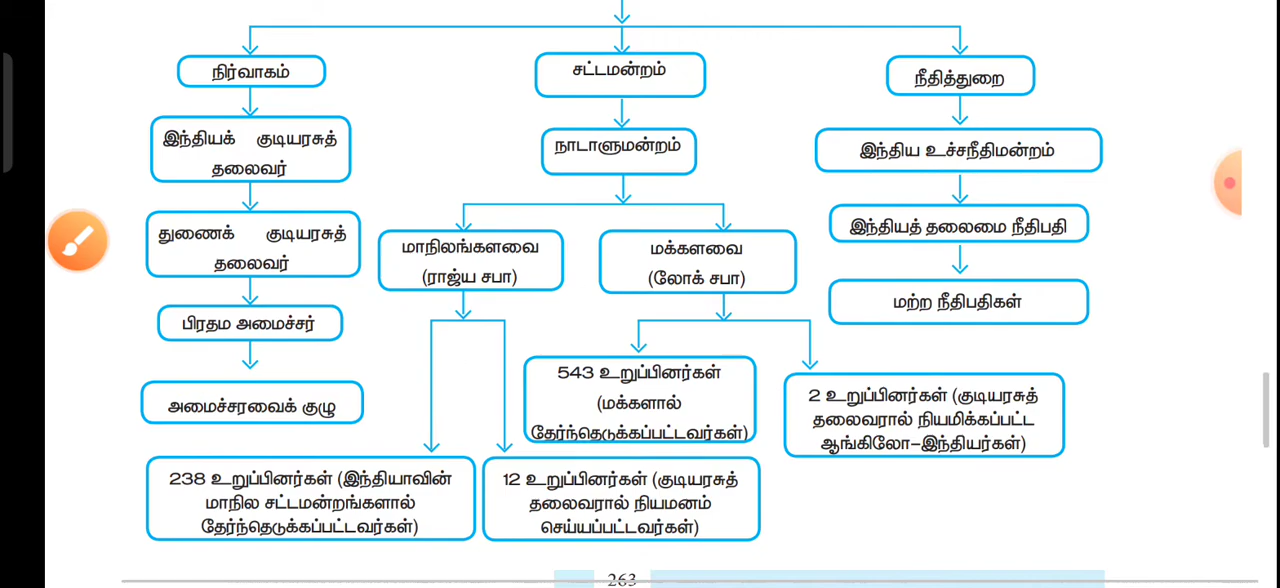 நிர்வாகம்
இந்தியக் குடியரசுத்
தலைவர்
துணைக் குடியரசுத்
தலைவர்
பிரதம அமைச்சர்
அமைச்சரவைக் குழு
சட்டமன்றம்
நாடாளுமன்றம்
மாநிலங்களவை
(ராஜ்ய சபா)
238 உறுப்பினர்கள் (இந்தியாவின்
மாநில சட்டமன்றங்களால்
தேர்ந்தெடுக்கப்பட்டவர்கள்)
12 உறுப்பினர்கள் (குடியரசுத்
தலைவரால் நியமனம்
செய்யப்பட்டவர்கள்)
மக்களவை
(லோக் சபா)
543 உறுப்பினர்கள்
(மக்களால்
தேர்ந்தெடுக்கப்பட்டவர்கள்)
2 உறுப்பினர்கள் (குடியரசுத்
தலைவரால் நியமிக்கப்பட்ட
ஆங்கிலோ-இந்தியர்கள்)
நீதித்துறை
இந்திய உச்சநீதிமன்றம்
இந்தியத் தலைமை நீதிபதி
மற்ற நீதிபதிகள்
263